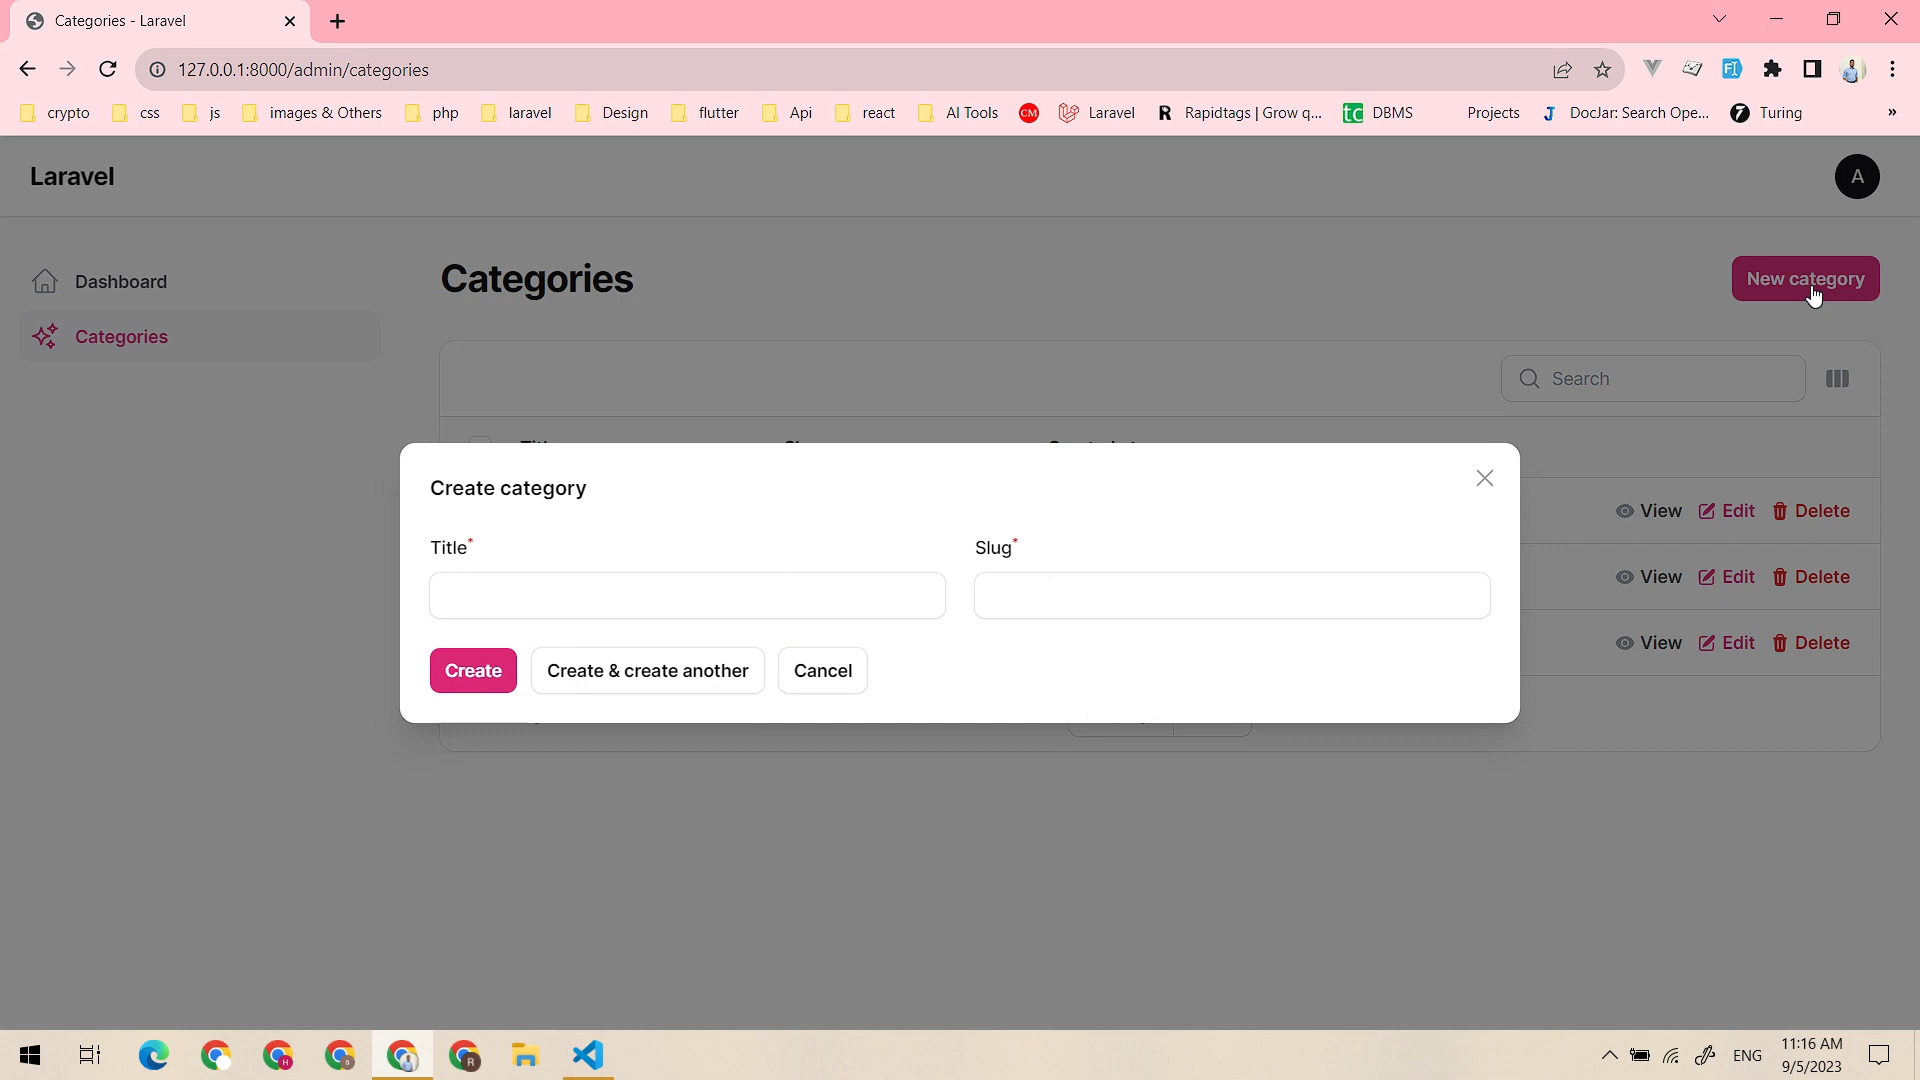 Categories - Laravel
127.0.0.1:8000/admin/categories
crypto css js images & Others php laravel Design flutter Api react AI Tools CM Laravel R Rapidtags | Grow q... tc DBMS Projects J DocJar: Search Ope... 7 Turing »
Laravel A
Dashboard
Categories
Categories
New category
Search
Create category
Title* Slug*
Create Create & create another Cancel
View Edit Delete
View Edit Delete
View Edit Delete
ENG 11:16 AM
9/5/2023